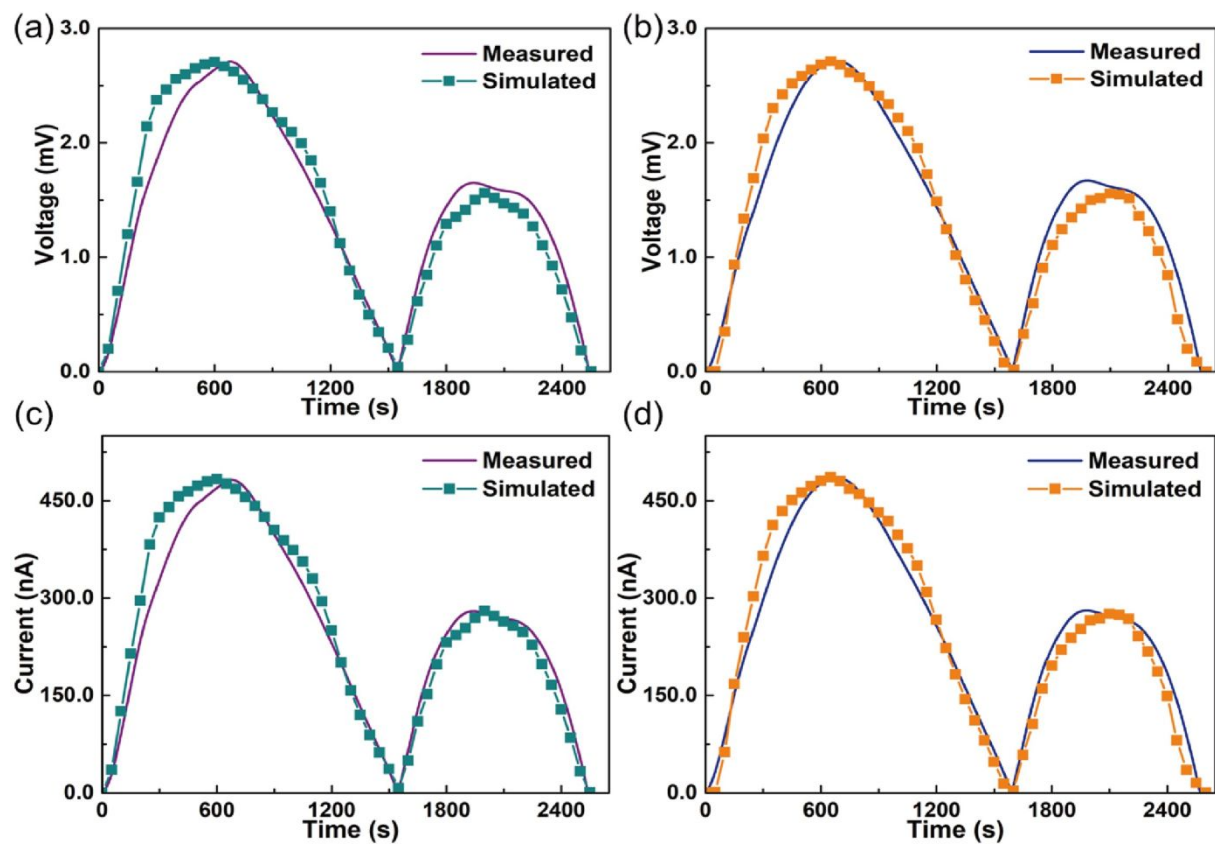 (a)
3.0
2.0
1.0
0.0
Voltage (mV)
Measured
Simulated
0
600
1200
1800
2400
Time (s)
(b)
3.0
2.0
1.0
0.0
Voltage (mV)
Measured
Simulated
0
600
1200
1800
2400
Time (s)
(c)
450.0
300.0
150.0
0.0
Current (nA)
Measured
Simulated
0
600
1200
1800
2400
Time (s)
(d)
450.0
300.0
150.0
0.0
Current (nA)
Measured
Simulated
0
600
1200
1800
2400
Time (s)